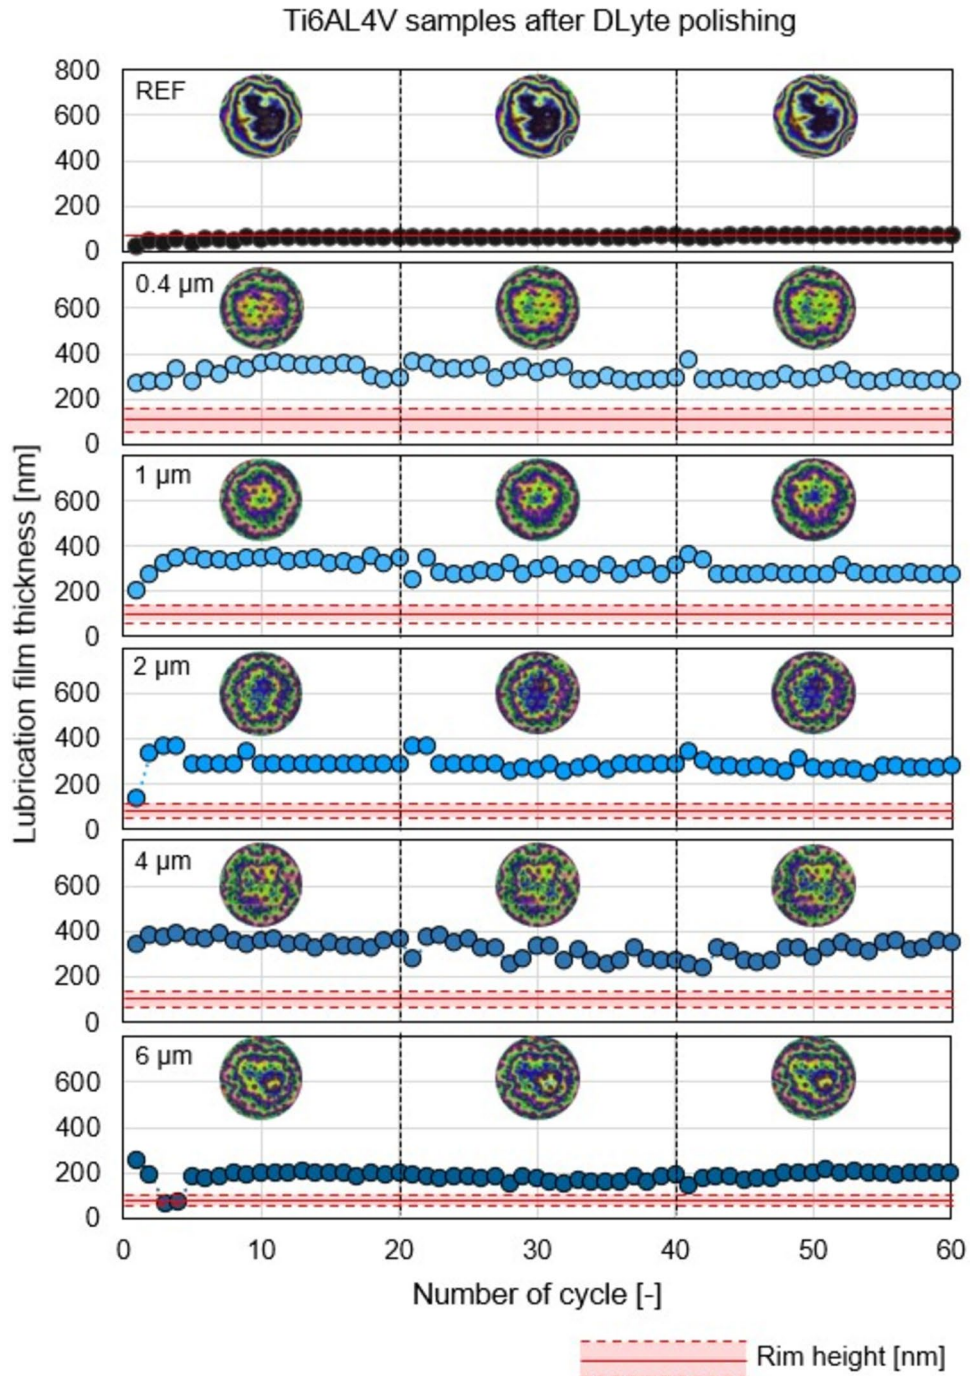 Ti6AL4V samples after DLyte polishing
800
REF
600
400
200
0
0.4 µm
600
400
200
0
1 µm
600
400
200
0
2 µm
600
400
200
0
4 µm
600
400
200
0
6 µm
600
400
200
0
Lubrication film thickness [nm]
0 10 20 30 40 50 60
Number of cycle [-]
Rim height [nm]